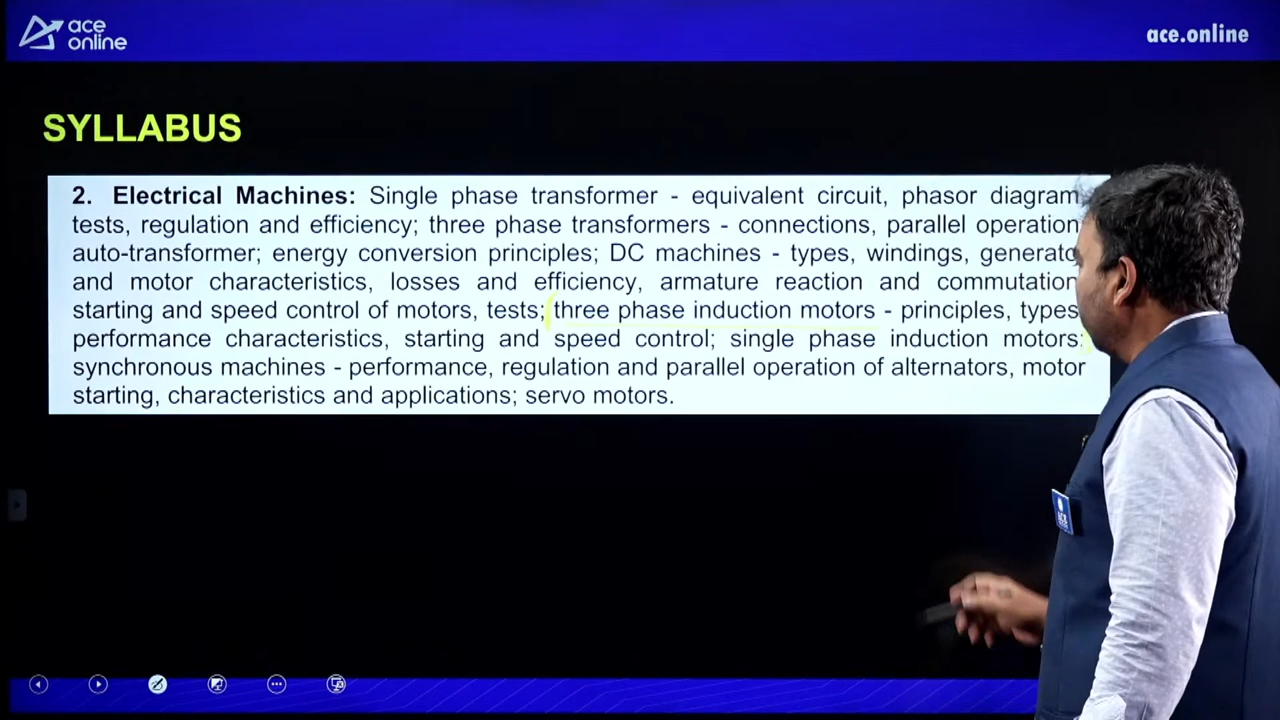 ace
online
ace.online
SYLLABUS
2. Electrical Machines: Single phase transformer - equivalent circuit, phasor diagram,
tests, regulation and efficiency; three phase transformers - connections, parallel operation
auto-transformer; energy conversion principles; DC machines - types, windings, generato
and motor characteristics, losses and efficiency, armature reaction and commutation
starting and speed control of motors, tests; three phase induction motors - principles, types
performance characteristics, starting and speed control; single phase induction motors;
synchronous machines - performance, regulation and parallel operation of alternators, motor
starting, characteristics and applications; servo motors.
ACE